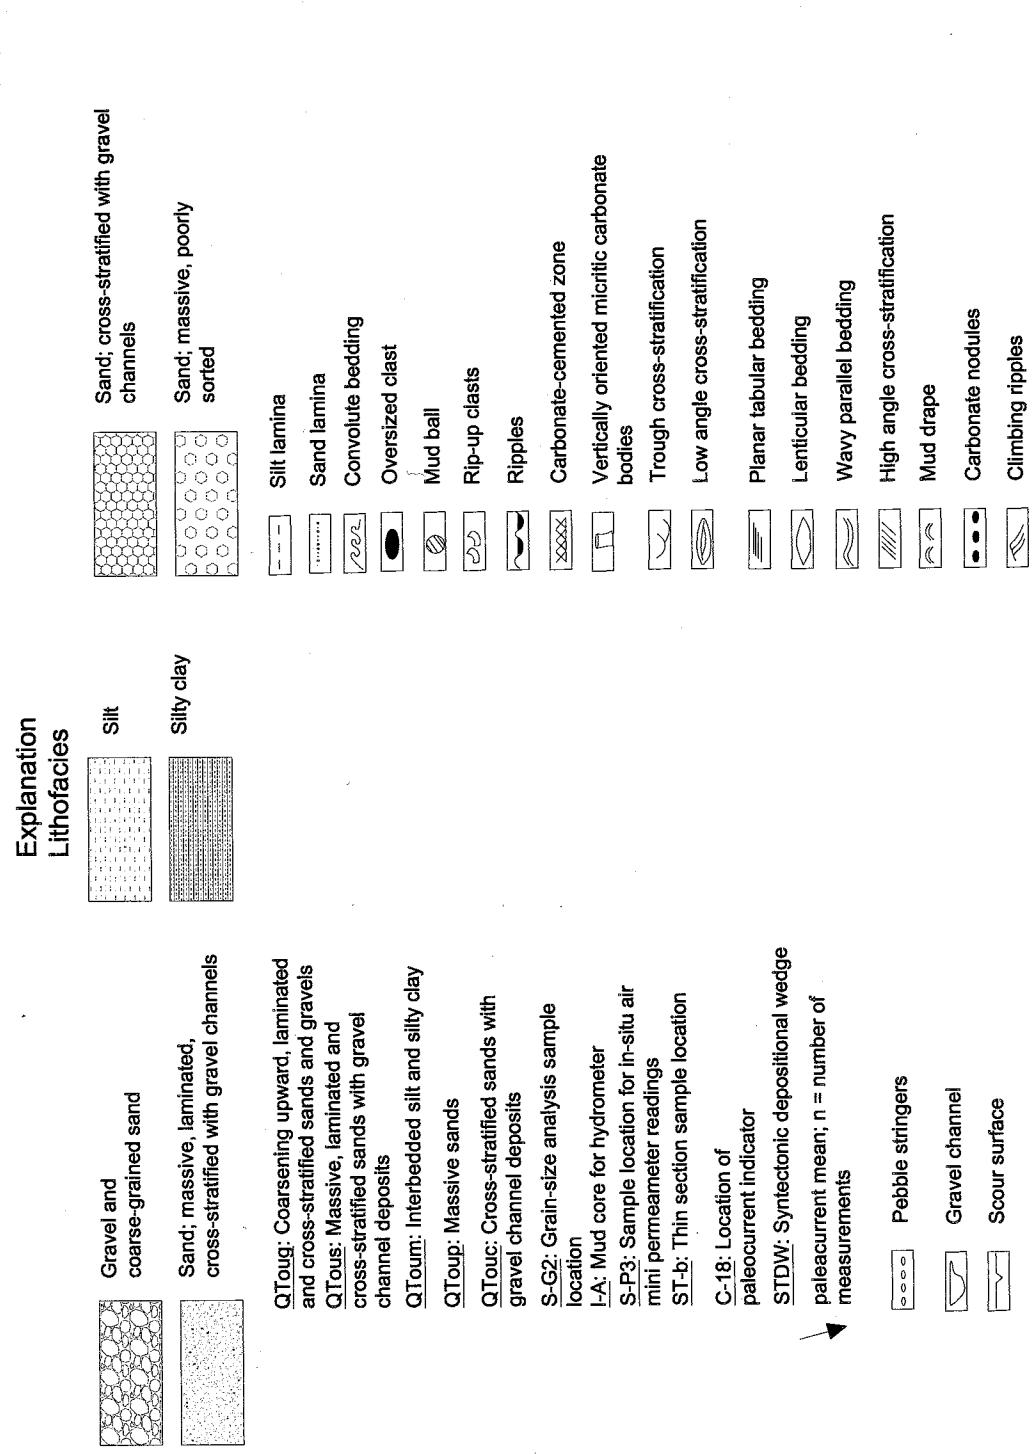 Explanation
Lithofacies
Gravel and
coarse-grained sand
Sand; massive, laminated,
cross-stratified with gravel channels
Silt
Silty clay
Sand; cross-stratified with gravel
channels
Sand; massive, poorly
sorted
QToug: Coarsening upward, laminated
and cross-stratified sands and gravels
QTous: Massive, laminated and
cross-stratified sands with gravel
channel deposits
QToum: Interbedded silt and silty clay
QToup: Massive sands
QTouc: Cross-stratified sands with
gravel channel deposits
S-G2: Grain-size analysis sample
location
I-A: Mud core for hydrometer
S-P3: Sample location for in-situ air
mini permeameter readings
ST-b: Thin section sample location
C-18: Location of
paleocurrent indicator
STDW: Syntectonic depositional wedge
paleacurrent mean; n = number of
measurements
Pebble stringers
Gravel channel
Scour surface
Silt lamina
Sand lamina
Convolute bedding
Oversized clast
Mud ball
Rip-up clasts
Ripples
Carbonate-cemented zone
Vertically oriented micritic carbonate
bodies
Trough cross-stratification
Low angle cross-stratification
Planar tabular bedding
Lenticular bedding
Wavy parallel bedding
High angle cross-stratification
Mud drape
Carbonate nodules
Climbing ripples